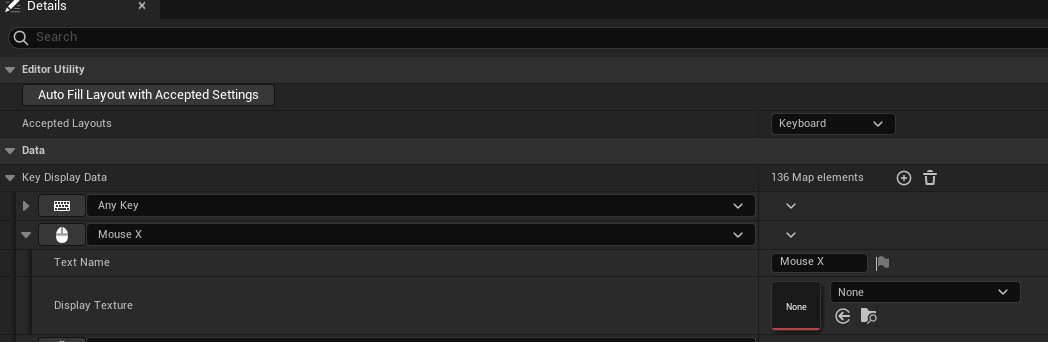 Details
Search
Editor Utility
Auto Fill Layout with Accepted Settings
Accepted Layouts
Keyboard
Data
Key Display Data
136 Map elements
Any Key
Mouse X
Text Name
Mouse X
Display Texture
None
None